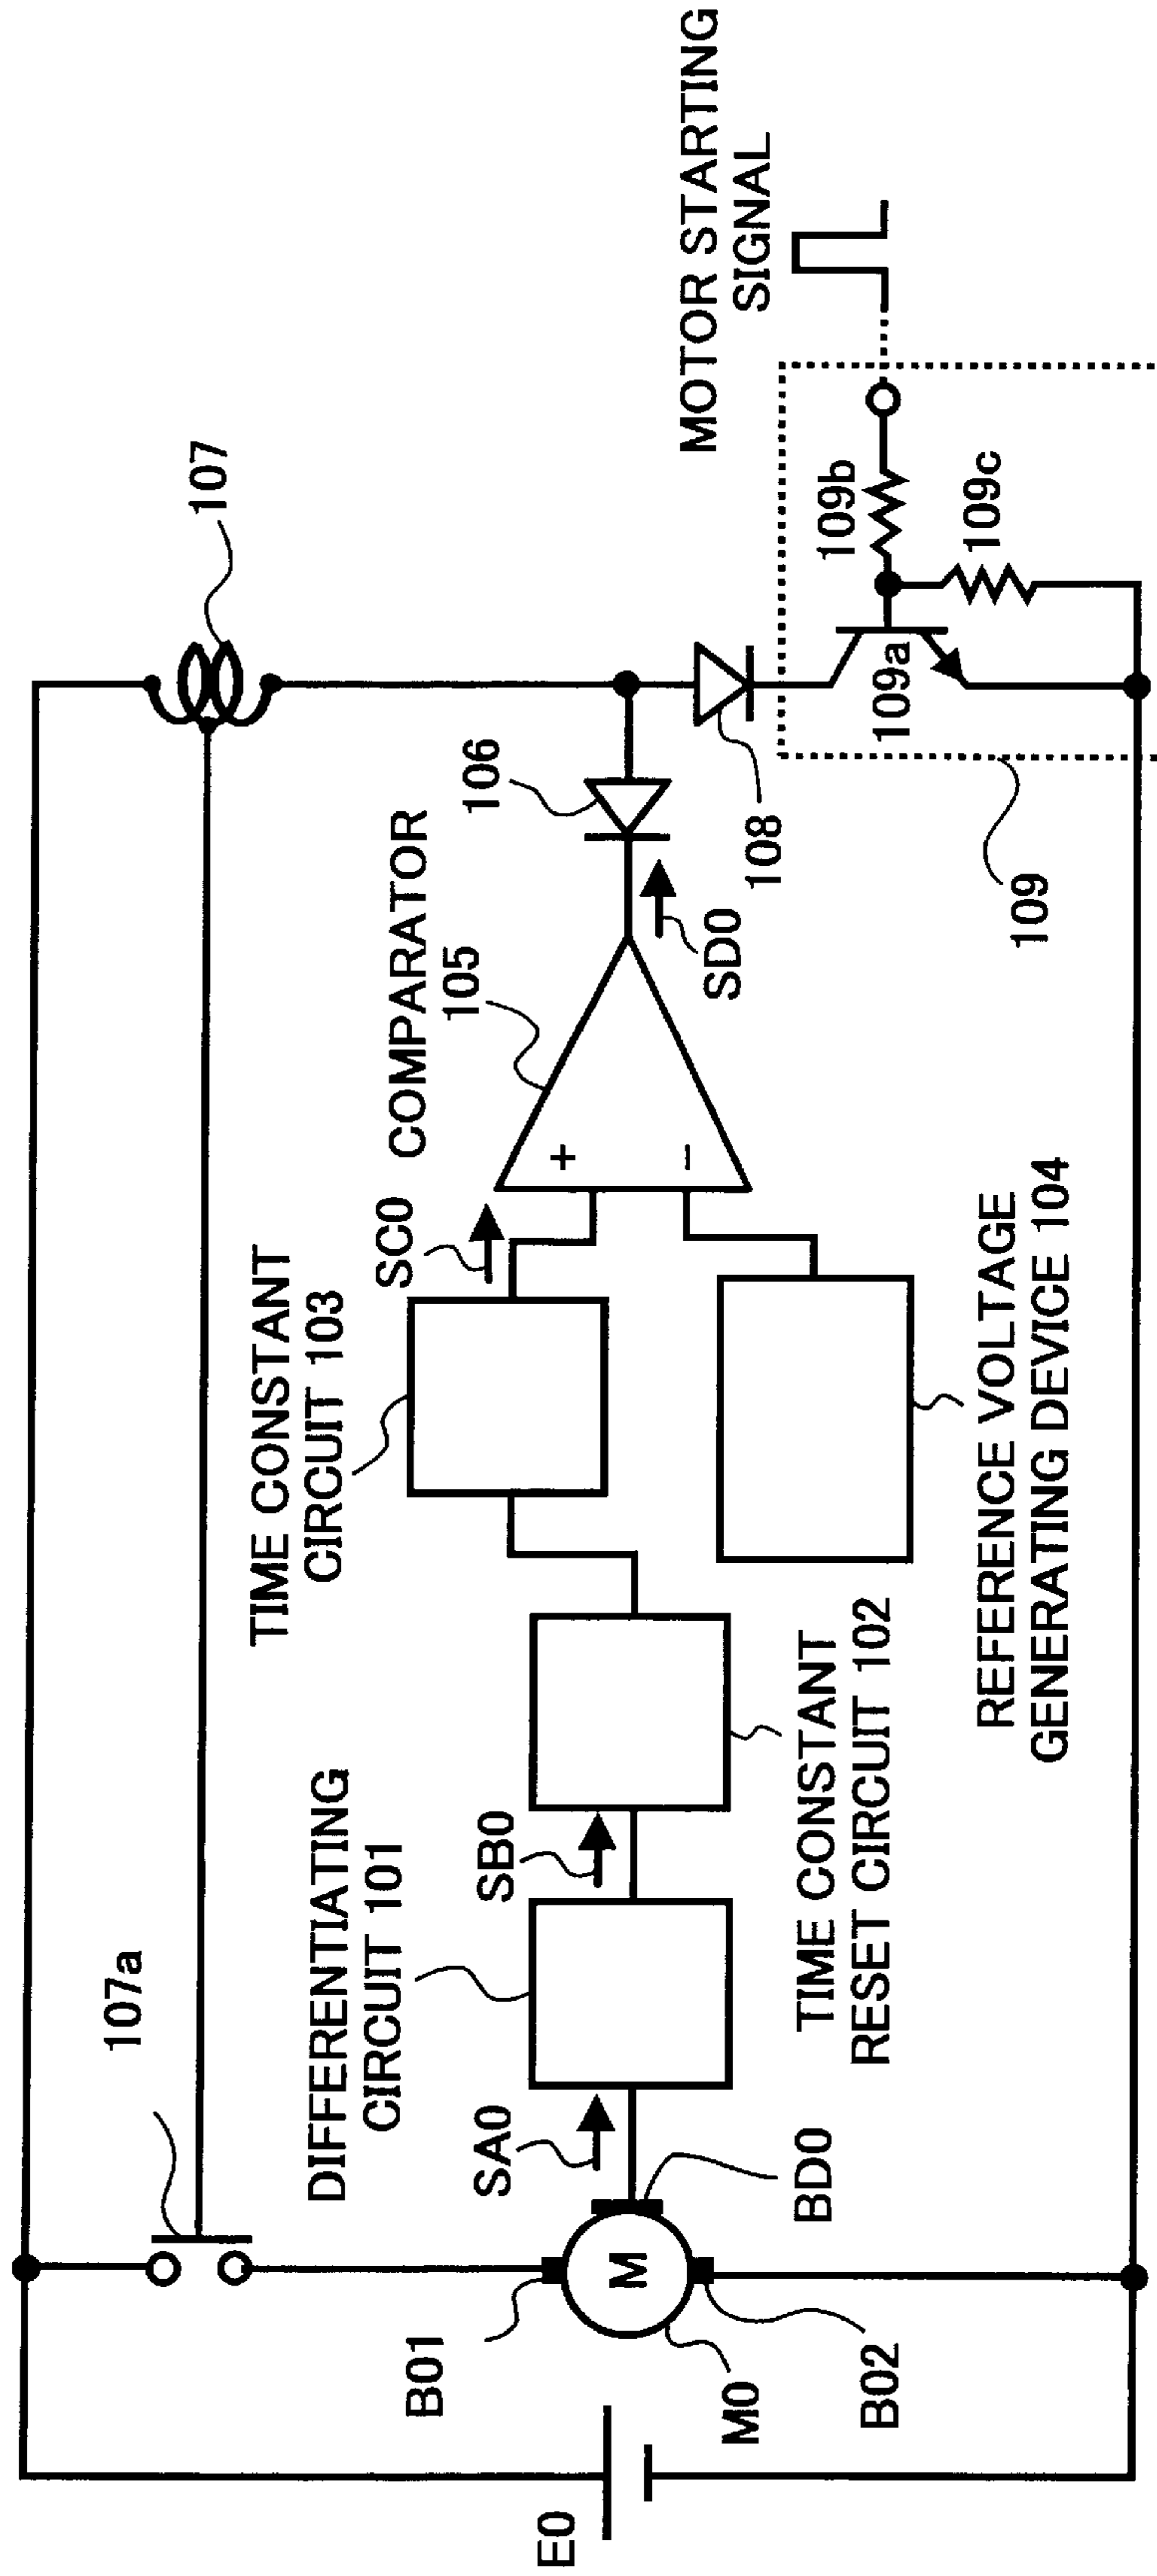 107
107a
TIME CONSTANT
CIRCUIT 103
DIFFERENTIATING
CIRCUIT 101
SC0
COMPARATOR
105
106
MOTOR STARTING
SIGNAL
SA0
SB0
+
−
SD0
108
109a
109b
109c
109
B01
M
M0
B02
BD0
E0
TIME CONSTANT
RESET CIRCUIT 102
REFERENCE VOLTAGE
GENERATING DEVICE 104